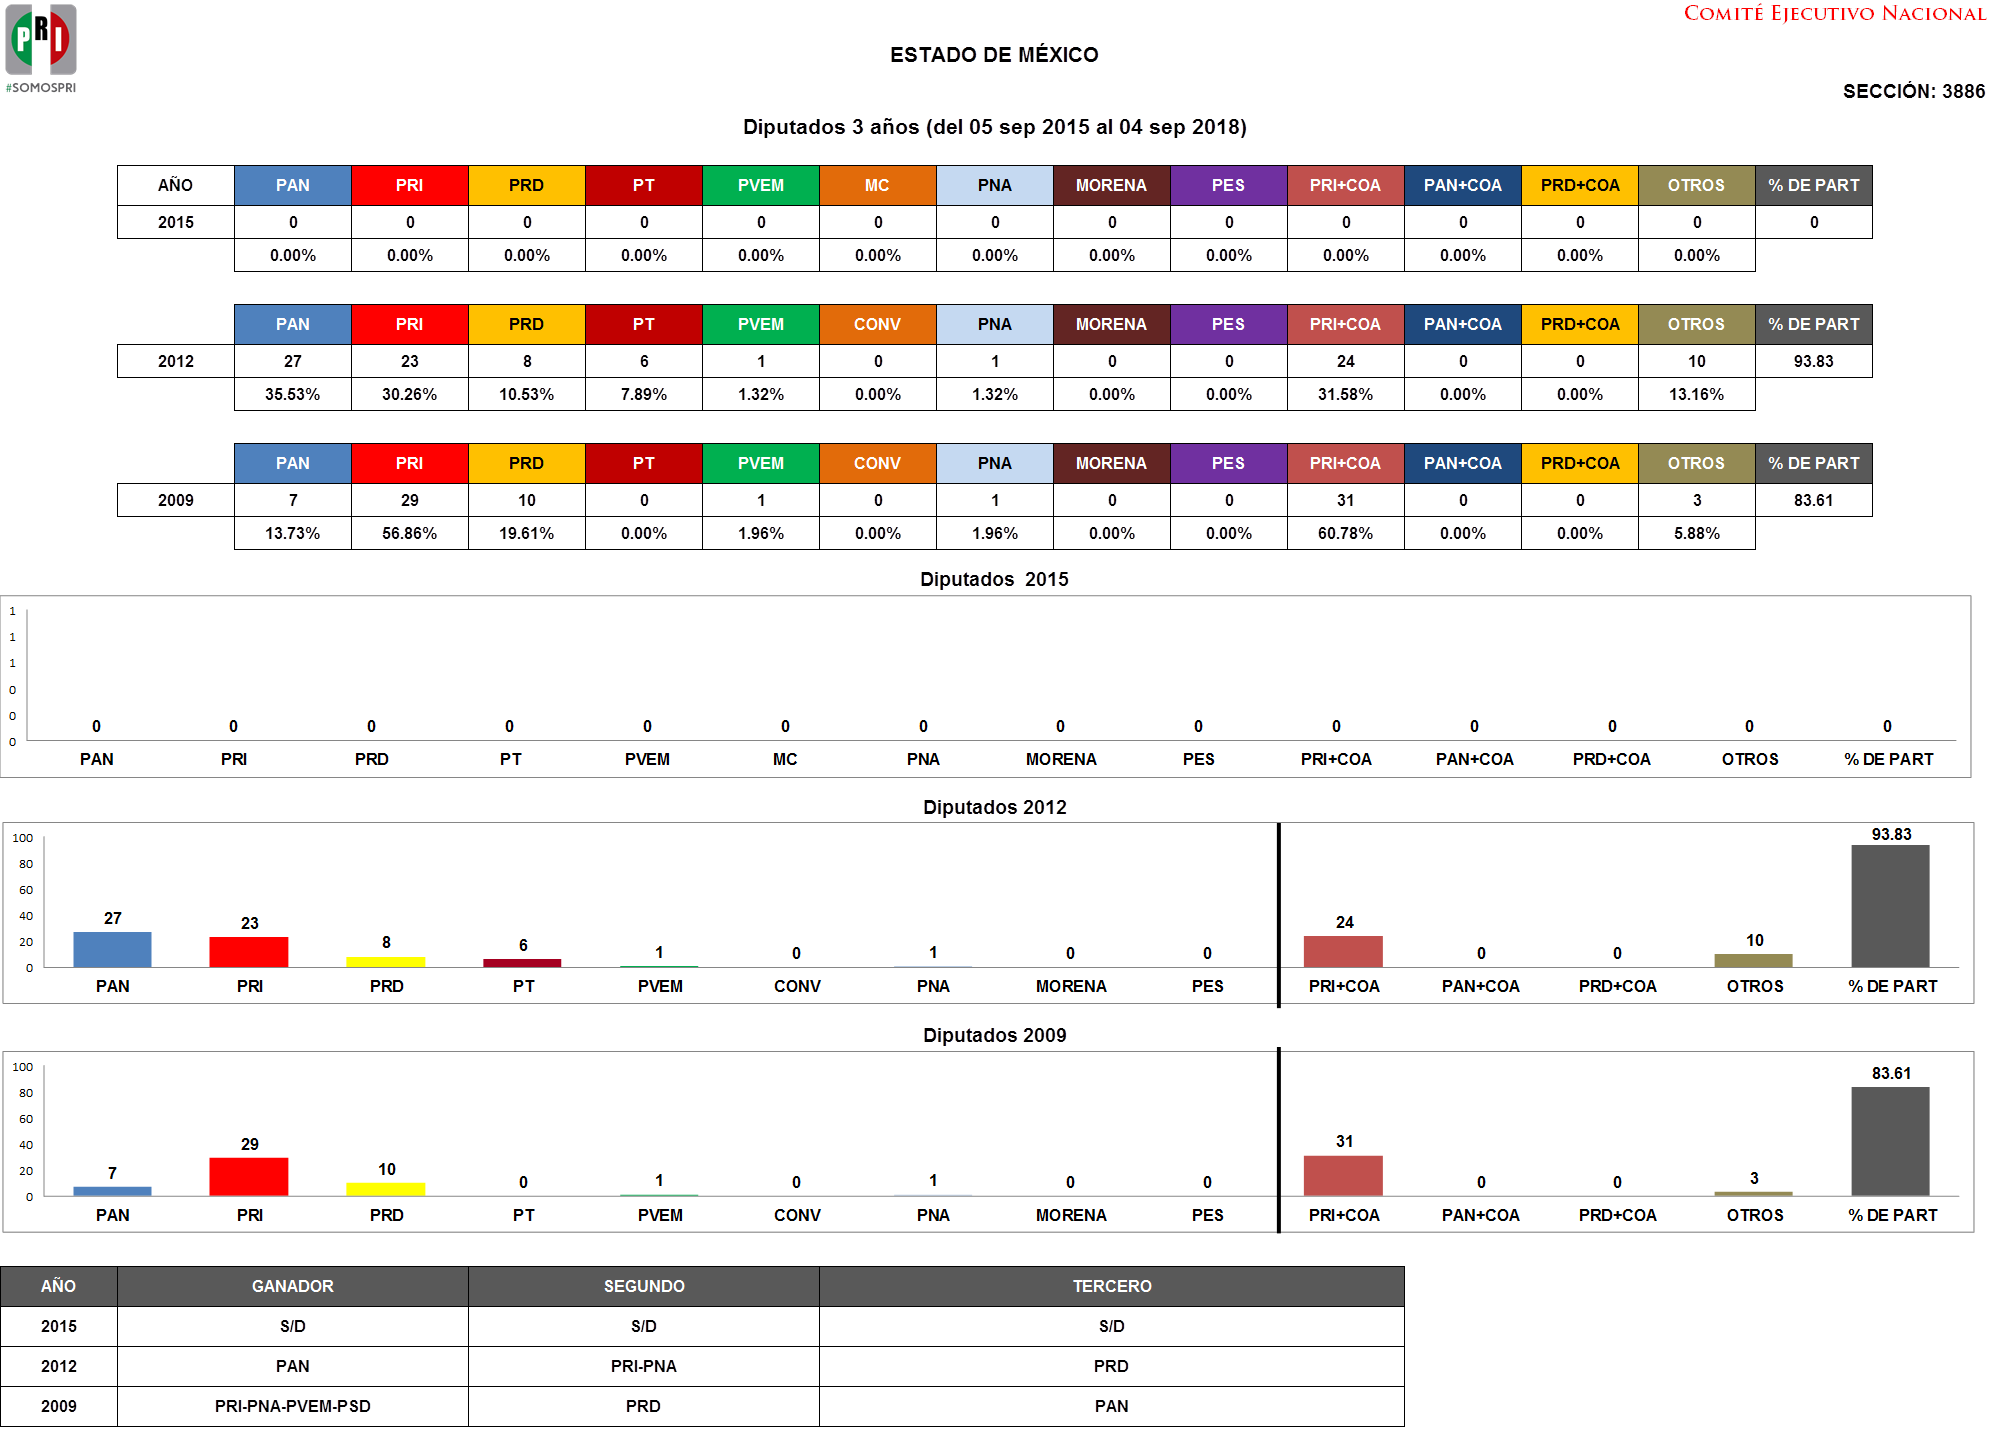 PRI
#SOMOSPRI
COMITÉ EJECUTIVO NACIONAL
ESTADO DE MÉXICO
SECCIÓN: 3886
Diputados 3 años (del 05 sep 2015 al 04 sep 2018)
AÑO PAN PRI PRD PT PVEM MC PNA MORENA PES PRI+COA PAN+COA PRD+COA OTROS % DE PART
2015 0 0 0 0 0 0 0 0 0 0 0 0 0 0
0.00% 0.00% 0.00% 0.00% 0.00% 0.00% 0.00% 0.00% 0.00% 0.00% 0.00% 0.00% 0.00%
PAN PRI PRD PT PVEM CONV PNA MORENA PES PRI+COA PAN+COA PRD+COA OTROS % DE PART
2012 27 23 8 6 1 0 1 0 0 24 0 0 10 93.83
35.53% 30.26% 10.53% 7.89% 1.32% 0.00% 1.32% 0.00% 0.00% 31.58% 0.00% 0.00% 13.16%
PAN PRI PRD PT PVEM CONV PNA MORENA PES PRI+COA PAN+COA PRD+COA OTROS % DE PART
2009 7 29 10 0 1 0 1 0 0 31 0 0 3 83.61
13.73% 56.86% 19.61% 0.00% 1.96% 0.00% 1.96% 0.00% 0.00% 60.78% 0.00% 0.00% 5.88%
Diputados 2015
1
1
1
0
0
0
0 0 0 0 0 0 0 0 0 0 0 0 0 0
PAN PRI PRD PT PVEM MC PNA MORENA PES PRI+COA PAN+COA PRD+COA OTROS % DE PART
Diputados 2012
100
80
60
40
20
0
27 23 8 6 1 0 1 0 0 24 0 0 10 93.83
PAN PRI PRD PT PVEM CONV PNA MORENA PES PRI+COA PAN+COA PRD+COA OTROS % DE PART
Diputados 2009
100
80
60
40
20
0
7 29 10 0 1 0 1 0 0 31 0 0 3 83.61
PAN PRI PRD PT PVEM CONV PNA MORENA PES PRI+COA PAN+COA PRD+COA OTROS % DE PART
AÑO GANADOR SEGUNDO TERCERO
2015 S/D S/D S/D
2012 PAN PRI-PNA PRD
2009 PRI-PNA-PVEM-PSD PRD PAN